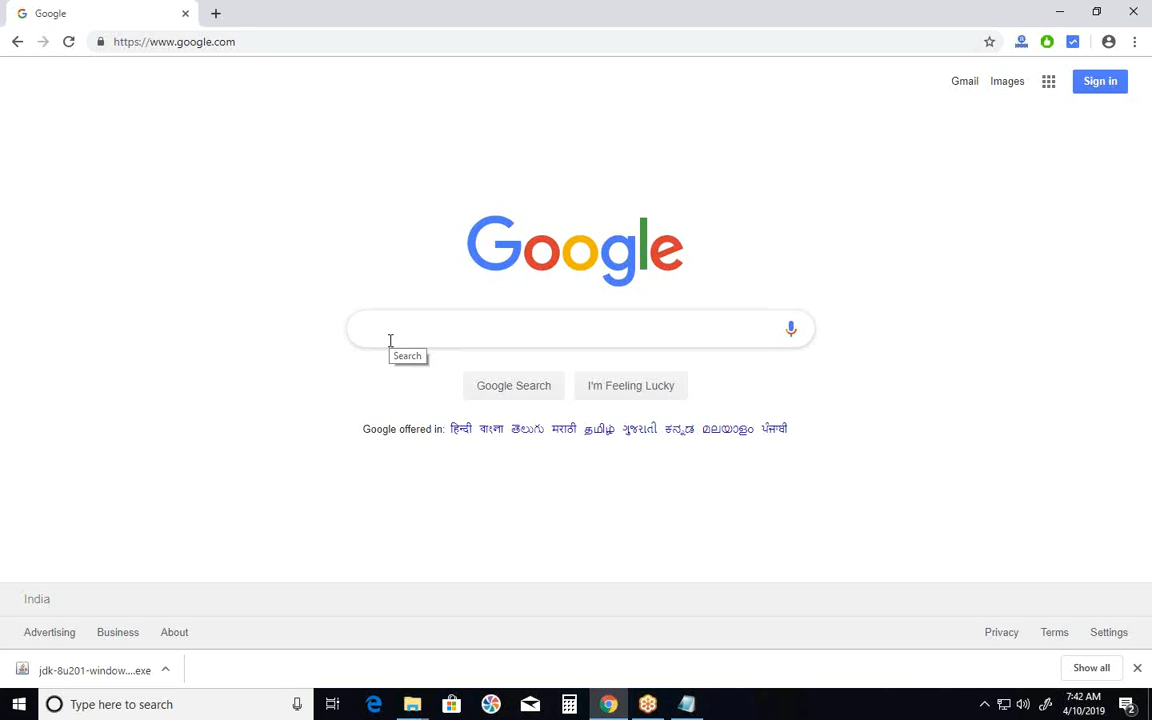 Google
https://www.google.com
Gmail Images Sign in
Google
Search
Google Search I'm Feeling Lucky
Google offered in: हिन्दी বাংলা తెలుగు मराठी தமிழ் ગુજરાતી ಕನ್ನಡ മലയാളം ਪੰਜਾਬੀ
India
Advertising Business About Privacy Terms Settings
jdk-8u201-window....exe Show all
Type here to search 7:42 AM
4/10/2019 2